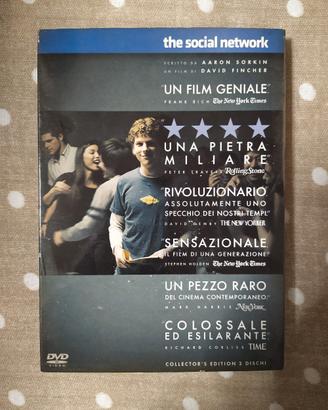 the social network
SCRITTO DA AARON SORKIN
UN FILM DI DAVID FINCHER
"UN FILM GENIALE"
FRANK RICH The New York Times
UNA PIETRA
MILIARE"
PETER TRAVERS Rolling Stone
"RIVOLUZIONARIO
ASSOLUTAMENTE UNO
SPECCHIO DEI NOSTRI TEMPI."
DAVID DENBY THE NEW YORKER
"SENSAZIONALE
IL FILM DI UNA GENERAZIONE"
STEPHEN HOLDEN The New York Times
UN PEZZO RARO
DEL CINEMA CONTEMPORANEO."
MARK HARRIS New York
"COLOSSALE
ED ESILARANTE"
RICHARD CORLISS TIME
DVD
VIDEO
COLLECTOR'S EDITION 2 DISCHI